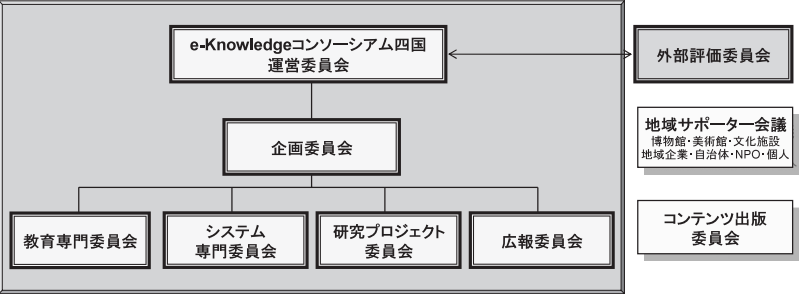 e-Knowledgeコンソーシアム四国
運営委員会
外部評価委員会
企画委員会
地域サポーター会議
博物館・美術館・文化施設
地域企業・自治体・NPO・個人
教育専門委員会
システム
専門委員会
研究プロジェクト
委員会
広報委員会
コンテンツ出版
委員会